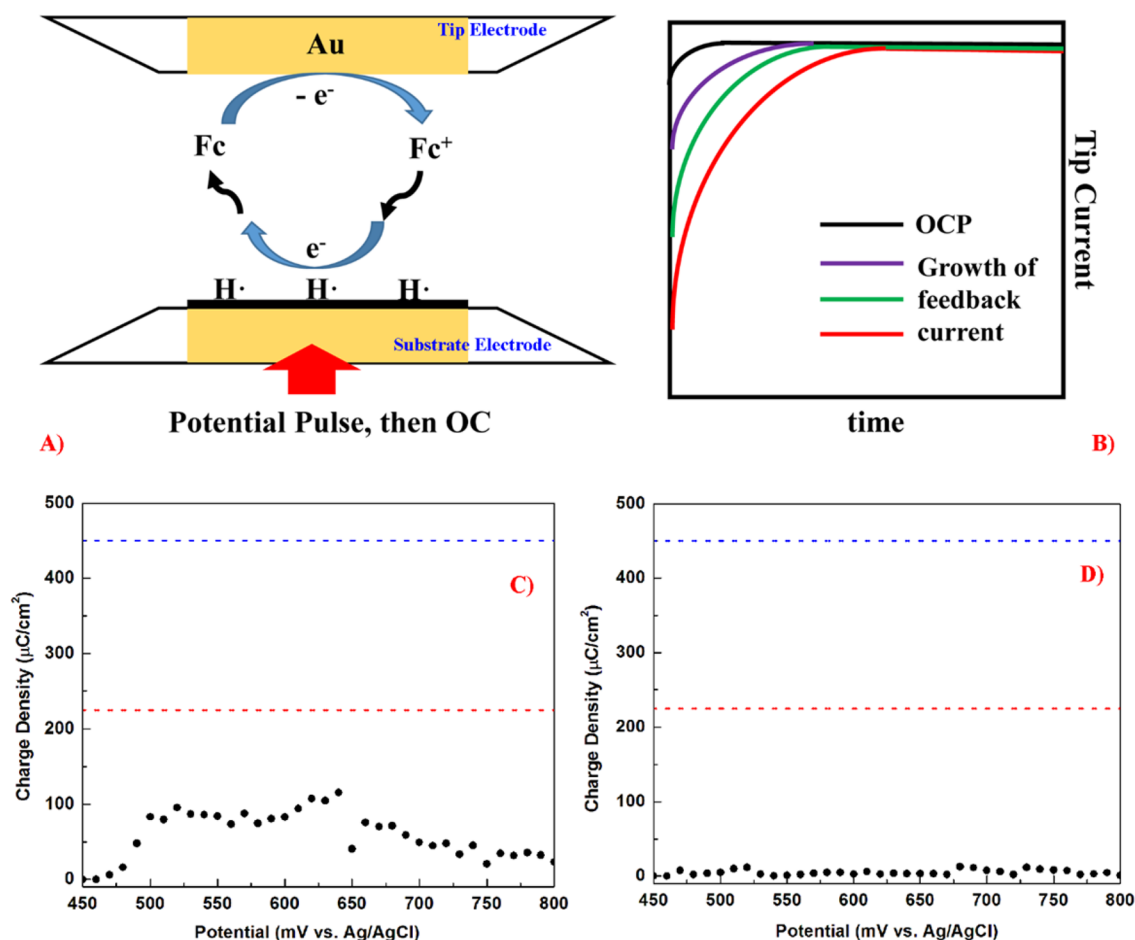 Tip Electrode
Au
- e-
Fc
Fc+
e-
H· H· H·
Substrate Electrode
Potential Pulse, then OC
A)
OCP
Growth of
feedback
current
Tip Current
time
B)
500
400
300
200
100
0
Charge Density (μC/cm²)
C)
450 500 550 600 650 700 750 800
Potential (mV vs. Ag/AgCl)
500
400
300
200
100
0
Charge Density (μC/cm²)
D)
450 500 550 600 650 700 750 800
Potential (mV vs. Ag/AgCl)